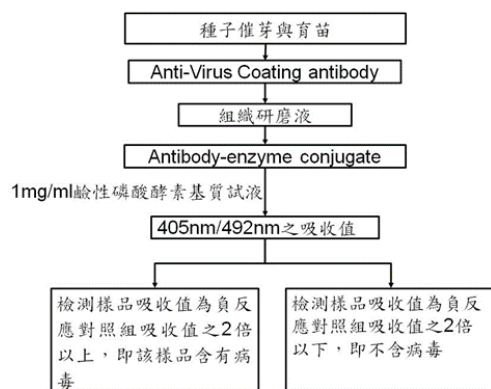 種子催芽與育苗
Anti-Virus Coating antibody
組織研磨液
Antibody-enzyme conjugate
1mg/ml鹼性磷酸酵素基質試液
405nm/492nm之吸收值
檢測樣品吸收值為負反
應對照組吸收值之2倍
以上，即該樣品含有病
毒
檢測樣品吸收值為負反
應對照組吸收值之2倍
以下，即不含病毒